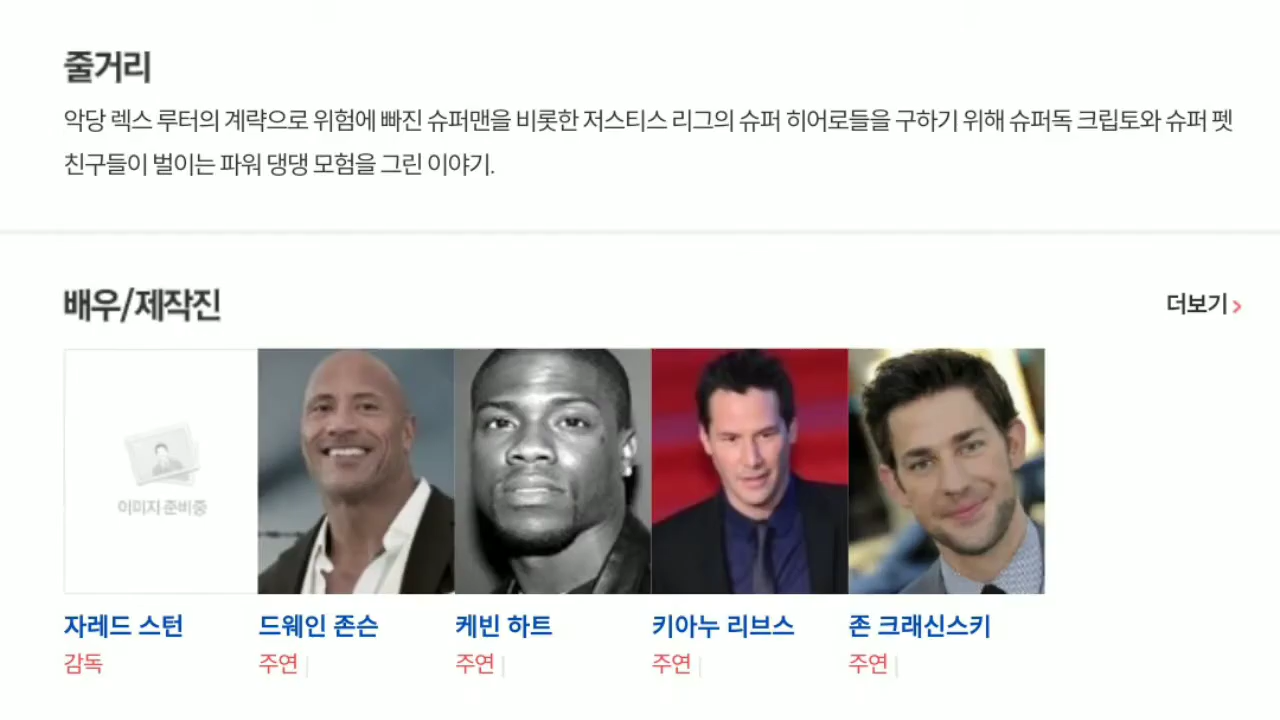 줄거리
악당 렉스 루터의 계략으로 위험에 빠진 슈퍼맨을 비롯한 저스티스 리그의 슈퍼 히어로들을 구하기 위해 슈퍼독 크립토와 슈퍼 펫
친구들이 벌이는 파워 댕댕 모험을 그린 이야기.
배우/제작진
더보기 >
이미지 준비중
자레드 스턴
감독
드웨인 존슨
주연 |
케빈 하트
주연 |
키아누 리브스
주연 |
존 크래신스키
주연 |